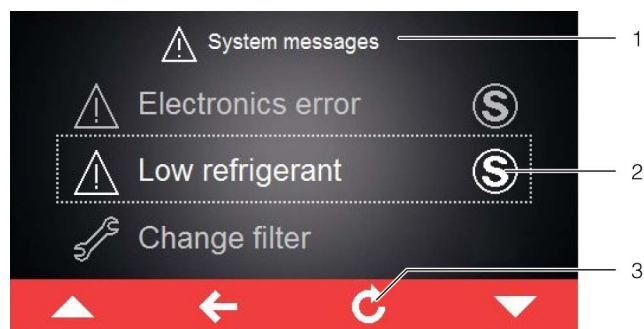 System messages 1
Electronics error S
Low refrigerant S 2
Change filter
3